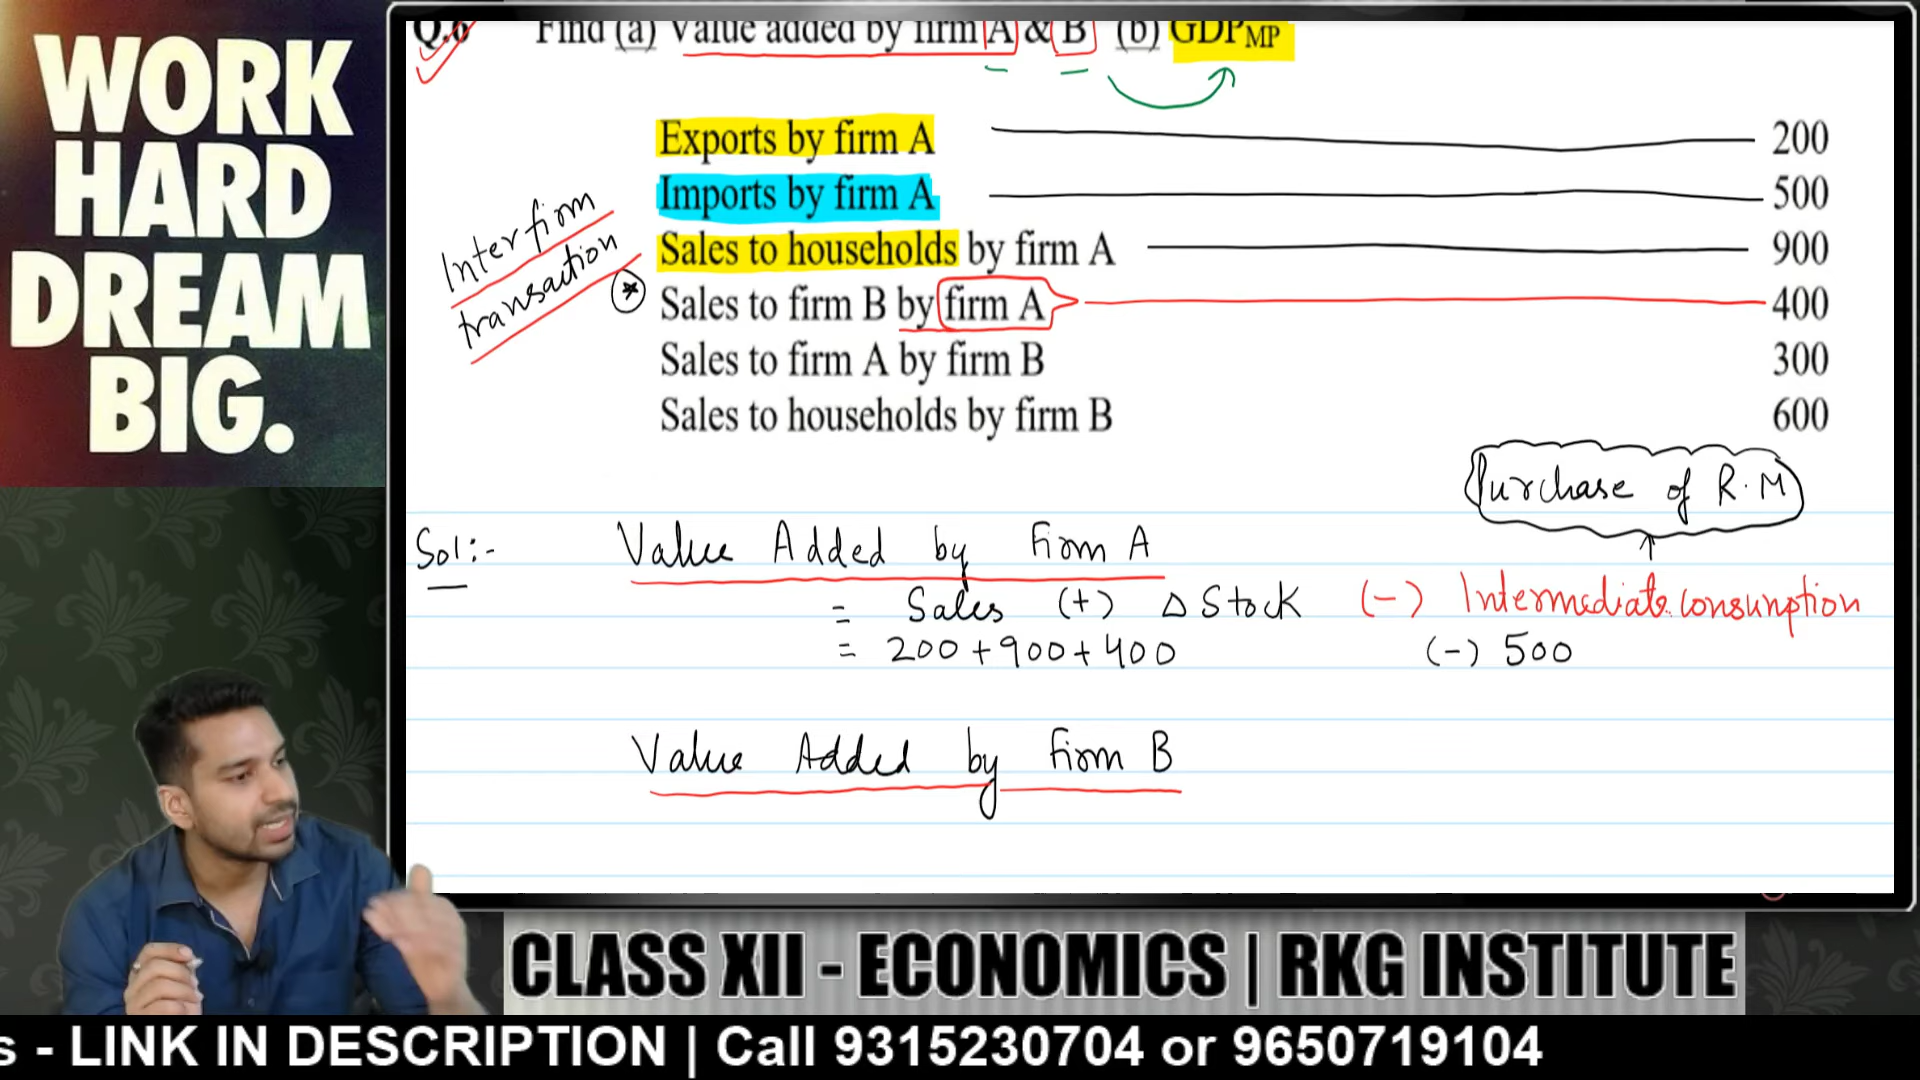 WORK
HARD
DREAM
BIG.
Q.6 Find (a) Value added by firm A & B (b) GDPMP
Exports by firm A 200
Imports by firm A 500
Sales to households by firm A 900
Sales to firm B by firm A 400
Sales to firm A by firm B 300
Sales to households by firm B 600
Interfirm
transaction
Purchase of R.M
Sol:- Value Added by Firm A
= Sales (+) Δ Stock (-) Intermediate consumption
= 200+900+400 (-) 500
Value Added by Firm B
CLASS XII - ECONOMICS | RKG INSTITUTE
s - LINK IN DESCRIPTION | Call 9315230704 or 9650719104